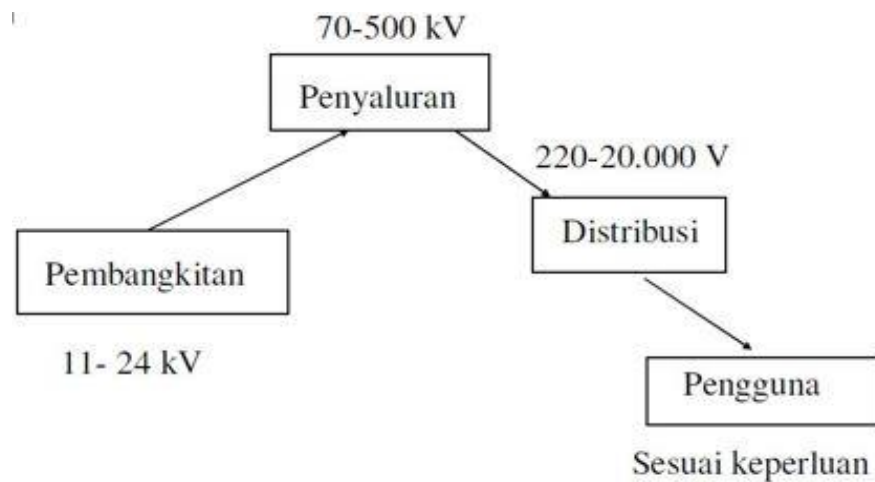 70-500 kV
Penyaluran
220-20.000 V
Distribusi
Pembangkitan
11- 24 kV
Pengguna
Sesuai keperluan